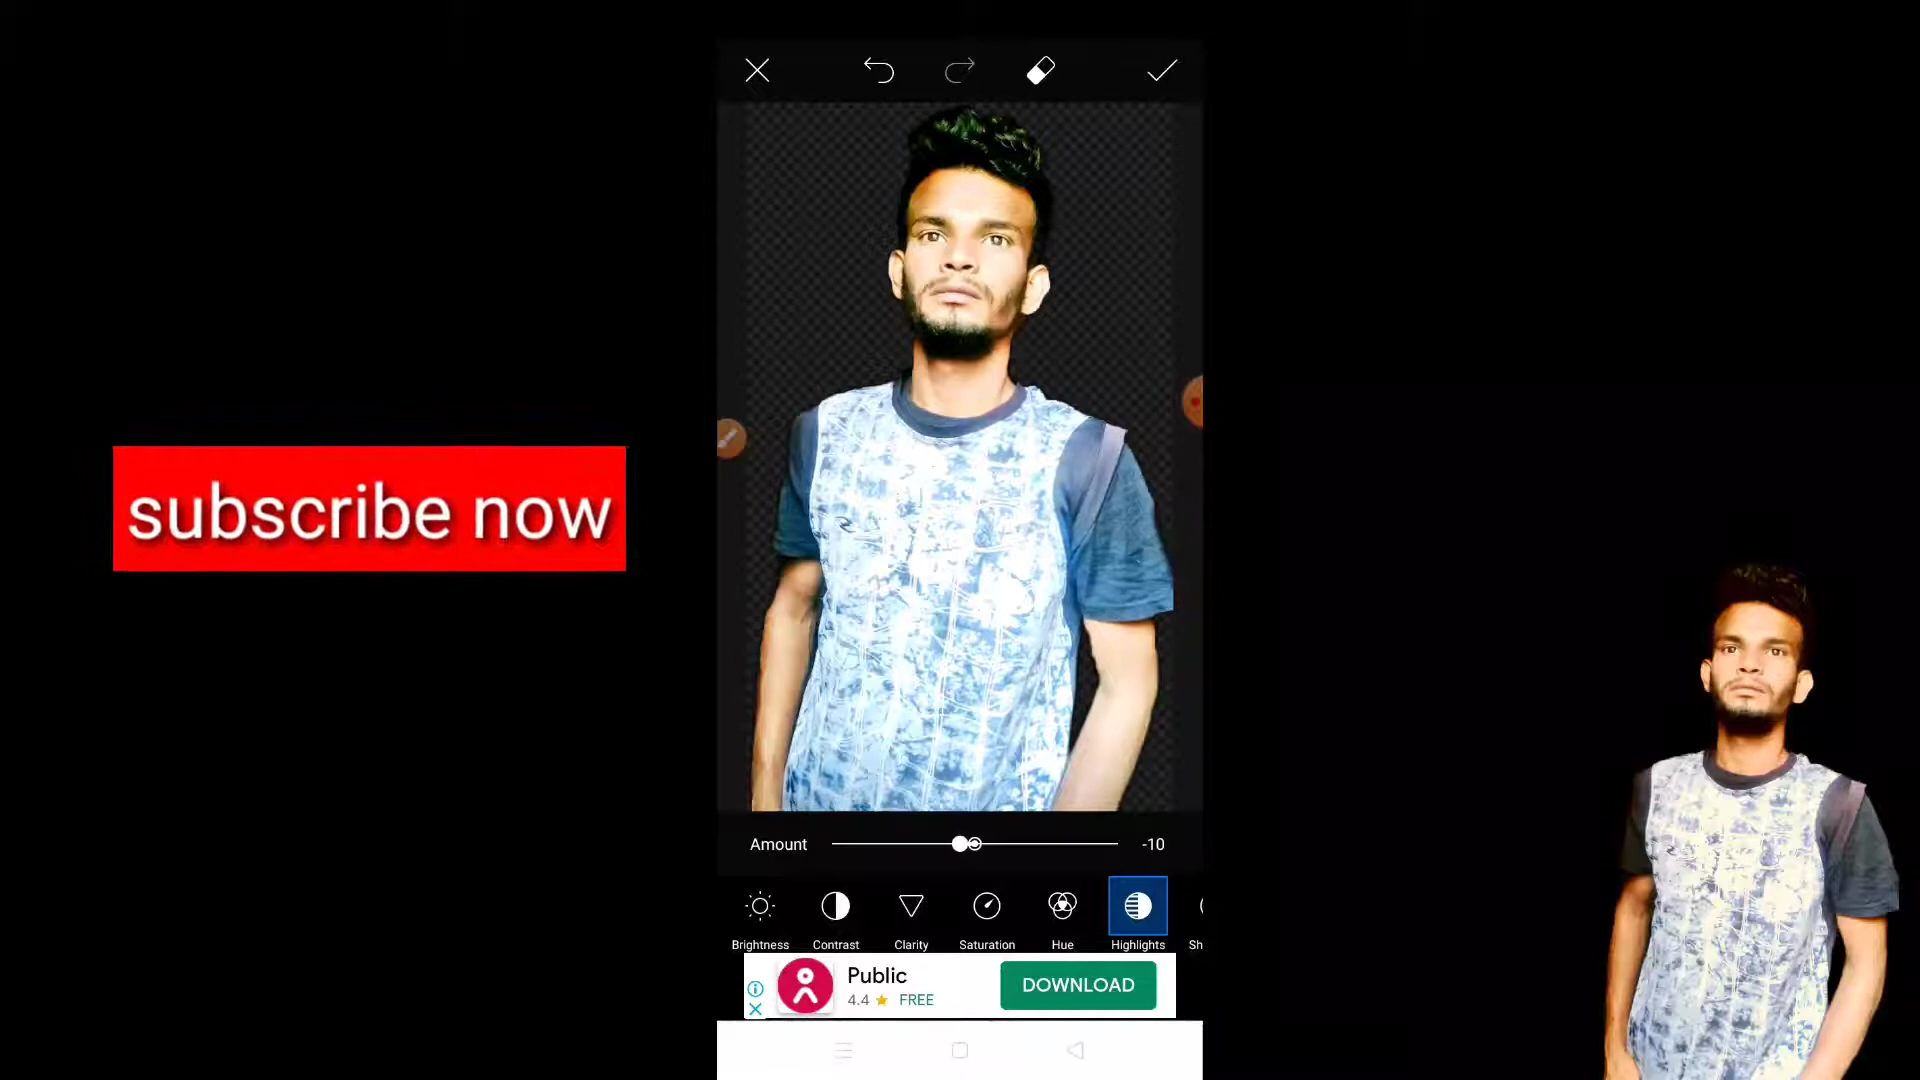 subscribe now
Amount -10
Brightness Contrast Clarity Saturation Hue Highlights Sh
Public
4.4 FREE
DOWNLOAD